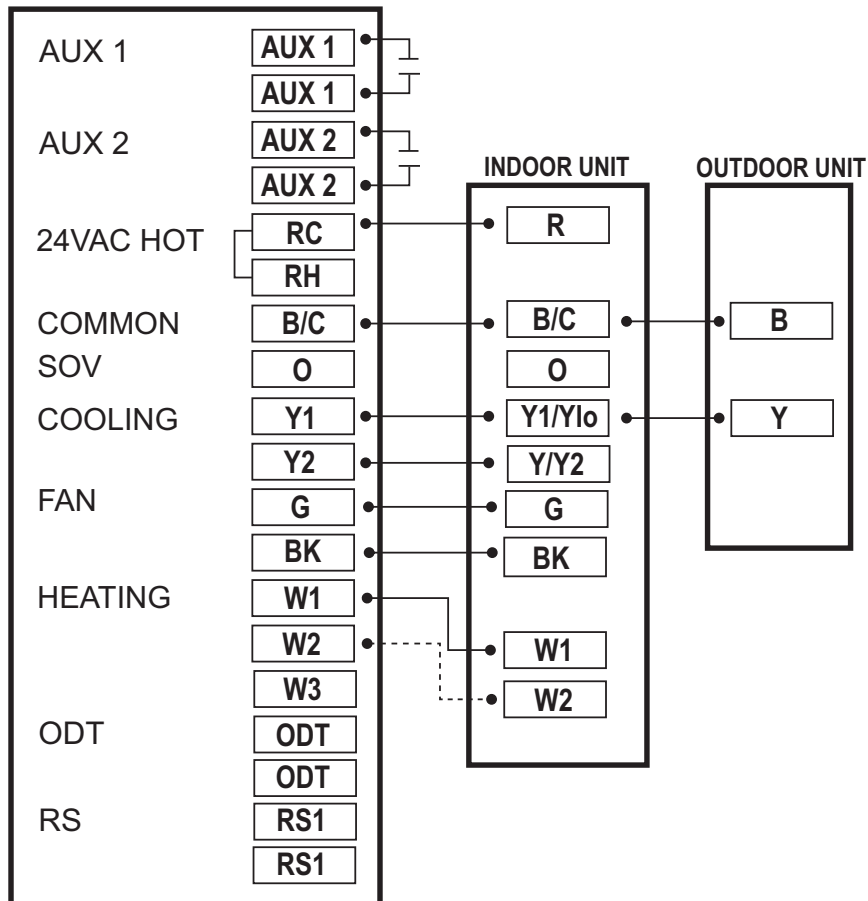 AUX 1 AUX 1
AUX 1
AUX 2 AUX 2
AUX 2
INDOOR UNIT OUTDOOR UNIT
24VAC HOT RC R
RH
COMMON B/C B/C B
SOV O O
COOLING Y1 Y1/Ylo Y
Y2 Y/Y2
FAN G G
BK BK
HEATING W1
W2 W1
W3 W2
ODT ODT
ODT
RS RS1
RS1